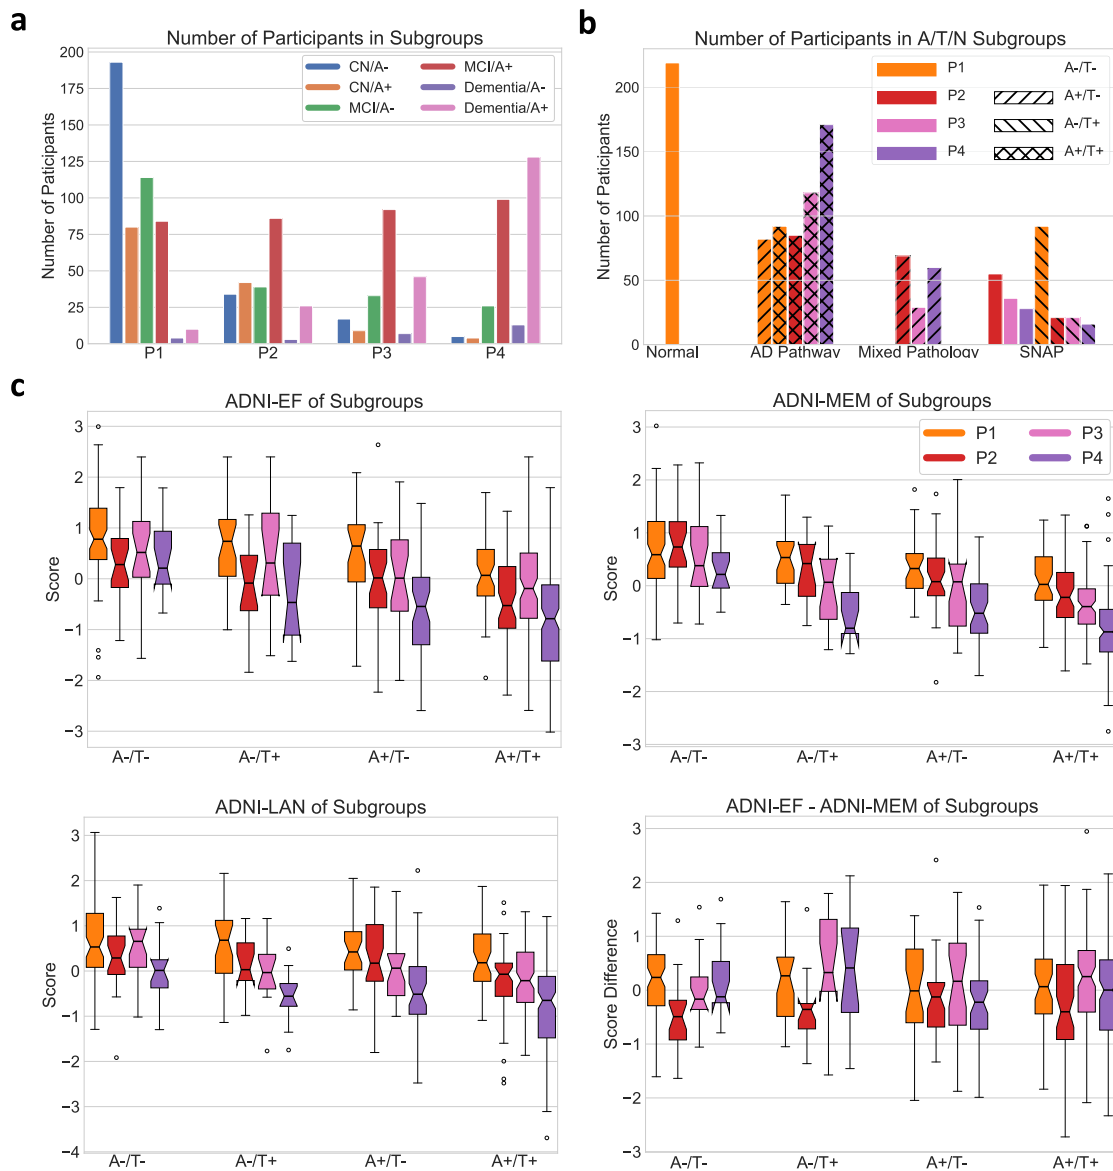 a
Number of Participants in Subgroups
200
175
150
125
100
75
50
25
0
Number of Paticipants
CN/A-
CN/A+
MCI/A-
MCI/A+
Dementia/A-
Dementia/A+
P1 P2 P3 P4
b
Number of Participants in A/T/N Subgroups
200
150
100
50
0
Number of Paticipants
P1
P2
P3
P4
A-/T-
A+/T-
A-/T+
A+/T+
Normal AD Pathway Mixed Pathology SNAP
c
ADNI-EF of Subgroups
3
2
1
0
−1
−2
−3
Score
A-/T- A-/T+ A+/T- A+/T+
ADNI-MEM of Subgroups
3
2
1
0
−1
−2
−3
Score
P1
P2
P3
P4
A-/T- A-/T+ A+/T- A+/T+
ADNI-LAN of Subgroups
3
2
1
0
−1
−2
−3
−4
Score
A-/T- A-/T+ A+/T- A+/T+
ADNI-EF - ADNI-MEM of Subgroups
3
2
1
0
−1
−2
−3
Score Difference
A-/T- A-/T+ A+/T- A+/T+